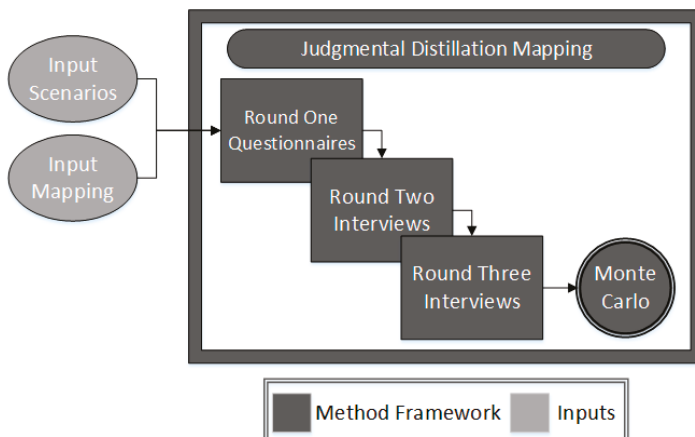 Judgmental Distillation Mapping
Input
Scenarios
Input
Mapping
Round One
Questionnaires
Round Two
Interviews
Round Three
Interviews
Monte
Carlo
Method Framework
Inputs